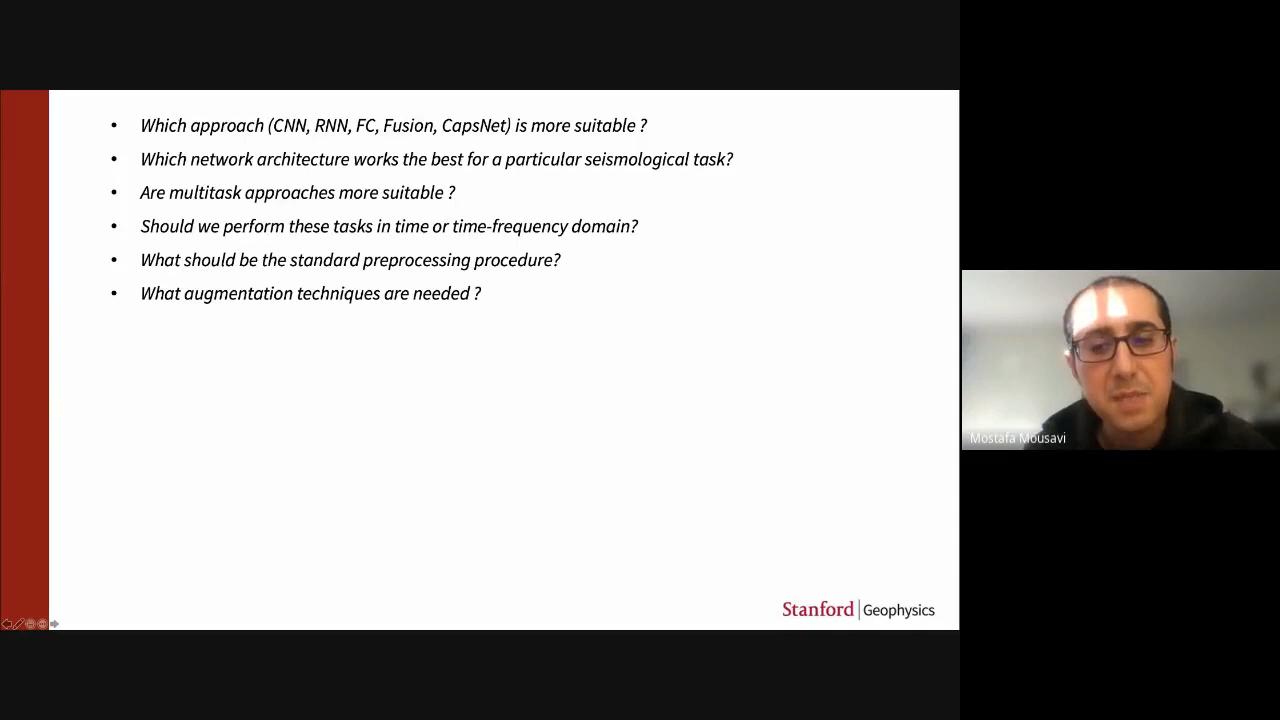 • Which approach (CNN, RNN, FC, Fusion, CapsNet) is more suitable ?
• Which network architecture works the best for a particular seismological task?
• Are multitask approaches more suitable ?
• Should we perform these tasks in time or time-frequency domain?
• What should be the standard preprocessing procedure?
• What augmentation techniques are needed ?
Mostafa Mousavi
Stanford | Geophysics